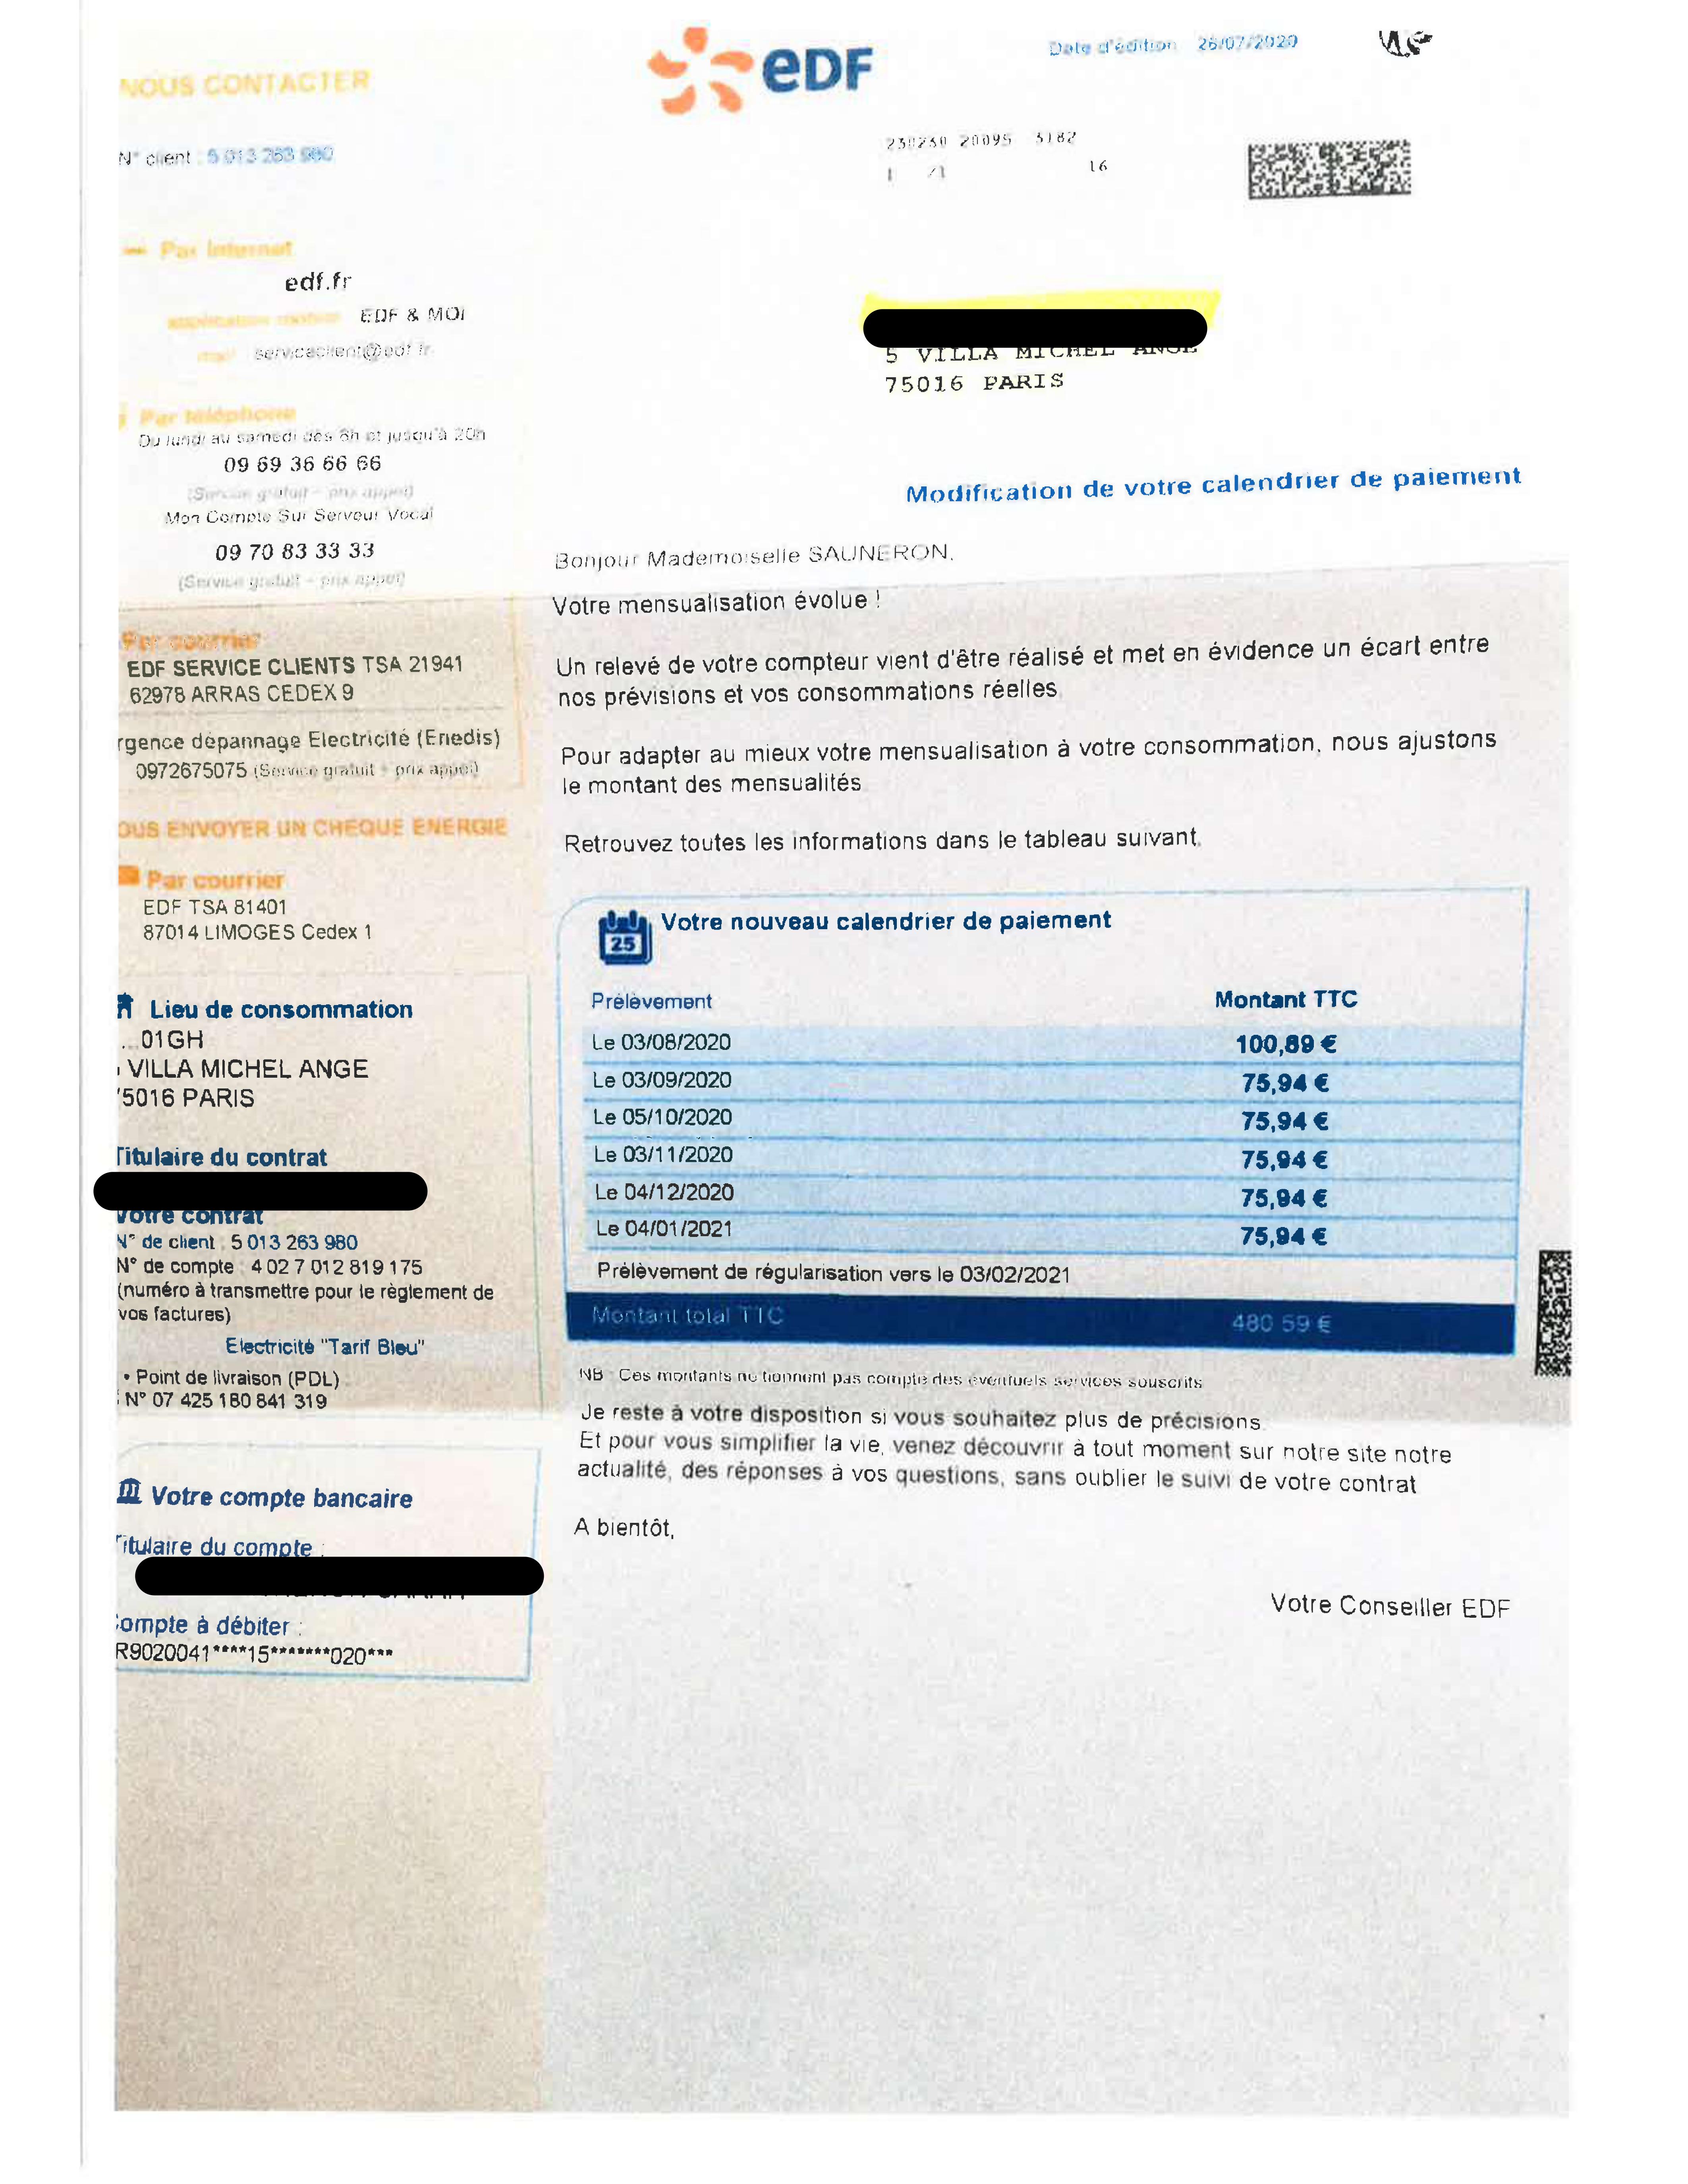 NOUS CONTACTER
N° client : 5 013 263 980
Par Internet
edf.fr
application mobile EDF & MOI
mail serviceclient@edf.fr
Par téléphone
Du lundi au samedi dès 8h et jusqu'à 20h
09 69 36 66 66
(Service gratuit + prix appel)
Mon Compte Sur Serveur Vocal
09 70 83 33 33
(Service gratuit + prix appel)
Par courrier
EDF SERVICE CLIENTS TSA 21941
62978 ARRAS CEDEX 9
rgence dépannage Electricité (Enedis)
0972675075 (Service gratuit + prix appel)
OUS ENVOYER UN CHEQUE ENERGIE
Par courrier
EDF TSA 81401
87014 LIMOGES Cedex 1
Lieu de consommation
...01GH
VILLA MICHEL ANGE
5016 PARIS
Titulaire du contrat
Votre contrat
N° de client : 5 013 263 980
N° de compte : 4 02 7 012 819 175
(numéro à transmettre pour le règlement de
vos factures)
Electricité "Tarif Bleu"
• Point de livraison (PDL)
N° 07 425 180 841 319
Votre compte bancaire
Titulaire du compte :
ompte à débiter :
R9020041****15*******020***
eDF
Date d'édition 26/07/2020
230230 20095 3182
1 /1 16
5 VILLA MICHEL ANGE
75016 PARIS
Modification de votre calendrier de paiement
Bonjour Mademoiselle SAUNERON,
Votre mensualisation évolue !
Un relevé de votre compteur vient d'être réalisé et met en évidence un écart entre
nos prévisions et vos consommations réelles.
Pour adapter au mieux votre mensualisation à votre consommation, nous ajustons
le montant des mensualités.
Retrouvez toutes les informations dans le tableau suivant.
25 Votre nouveau calendrier de paiement
Prélèvement Montant TTC
Le 03/08/2020 100,89 €
Le 03/09/2020 75,94 €
Le 05/10/2020 75,94 €
Le 03/11/2020 75,94 €
Le 04/12/2020 75,94 €
Le 04/01/2021 75,94 €
Prélèvement de régularisation vers le 03/02/2021
Montant total TTC 480 59 €
NB : Ces montants ne tiennent pas compte des éventuels services souscrits
Je reste à votre disposition si vous souhaitez plus de précisions.
Et pour vous simplifier la vie, venez découvrir à tout moment sur notre site notre
actualité, des réponses à vos questions, sans oublier le suivi de votre contrat
A bientôt,
Votre Conseiller EDF